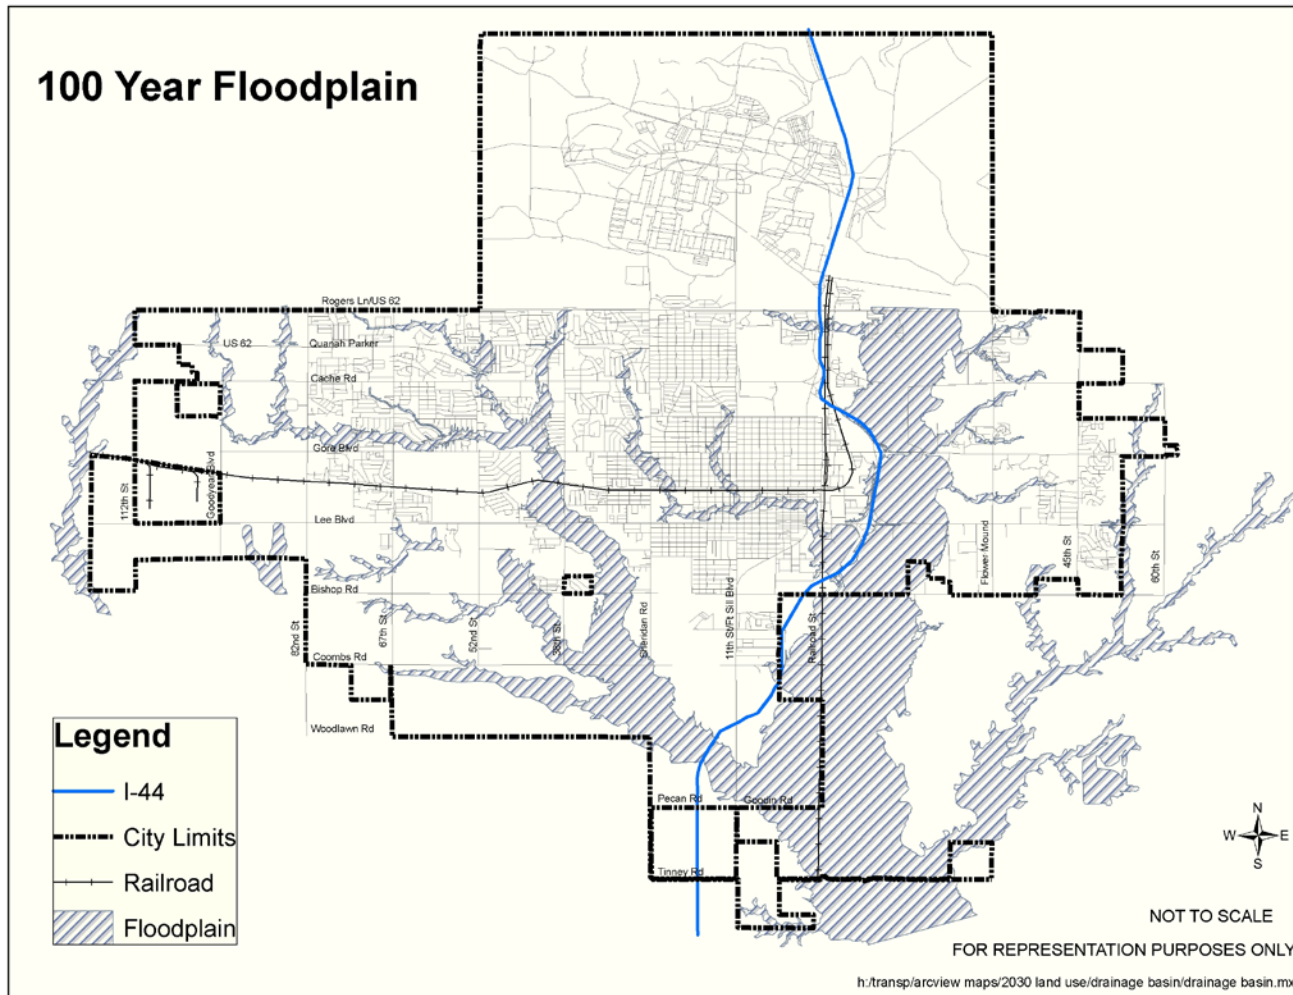 100 Year Floodplain
Rogers Ln/US 62
US 62
Quanah Parker
Cache Rd
Gore Blvd
112th St
Goodyear Blvd
Lee Blvd
Flower Mound
45th St
60th St
Bishop Rd
82nd St
67th St
52nd St
38th St
Sheridan Rd
11th St/Ft Sill Blvd
Railroad St
Coombs Rd
Woodlawn Rd
Pecan Rd
Goodin Rd
Tinney Rd
Legend
I-44
City Limits
Railroad
Floodplain
N
W
E
S
NOT TO SCALE
FOR REPRESENTATION PURPOSES ONLY
h:/transp/arcview maps/2030 land use/drainage basin/drainage basin.mx